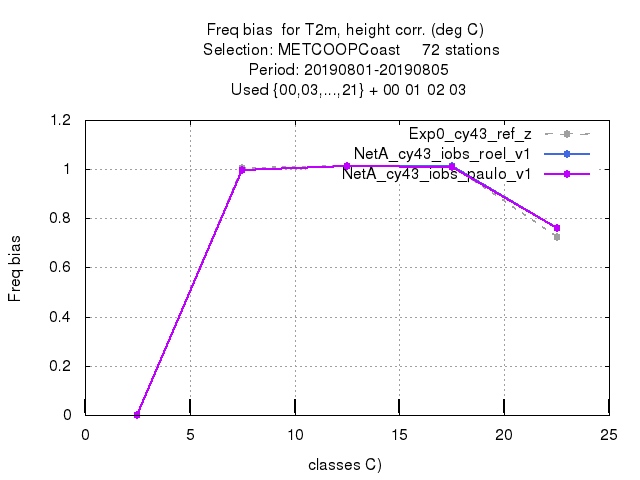 Freq bias  for T2m, height corr. (deg C)
Selection: METCOOPCoast     72 stations
Period: 20190801-20190805
Used {00,03,...,21} + 00 01 02 03
Exp0_cy43_ref_z
NetA_cy43_iobs_roel_v1
NetA_cy43_iobs_paulo_v1
Freq bias
1.2
1
0.8
0.6
0.4
0.2
0
0 5 10 15 20 25
classes C)